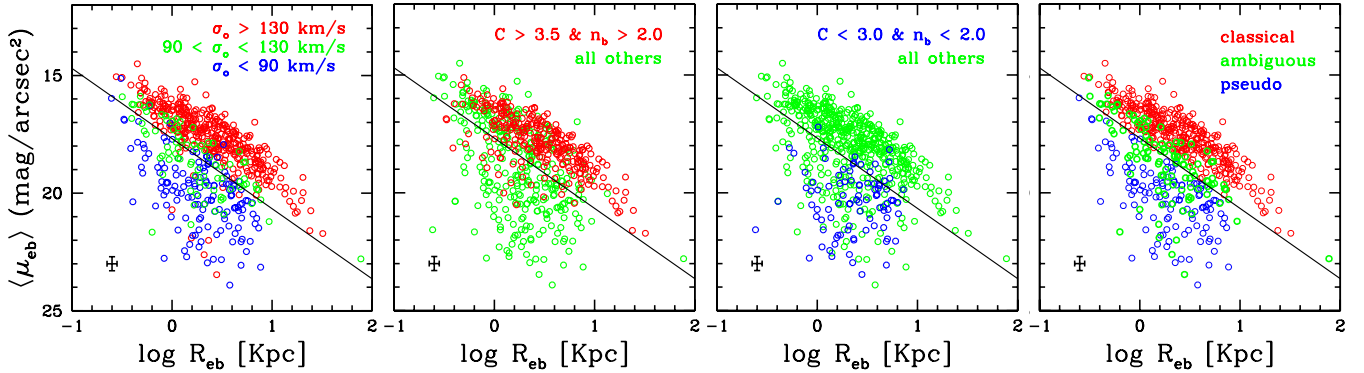 σ₀ > 130 km/s
90 < σ₀ < 130 km/s
σ₀ < 90 km/s
C > 3.5 & n_b > 2.0
all others
C < 3.0 & n_b < 2.0
all others
classical
ambiguous
pseudo
⟨μ_eb⟩ (mag/arcsec²)
15
20
25
-1 0 1 2
-1 0 1 2
-1 0 1 2
-1 0 1 2
log R_eb [Kpc]
log R_eb [Kpc]
log R_eb [Kpc]
log R_eb [Kpc]